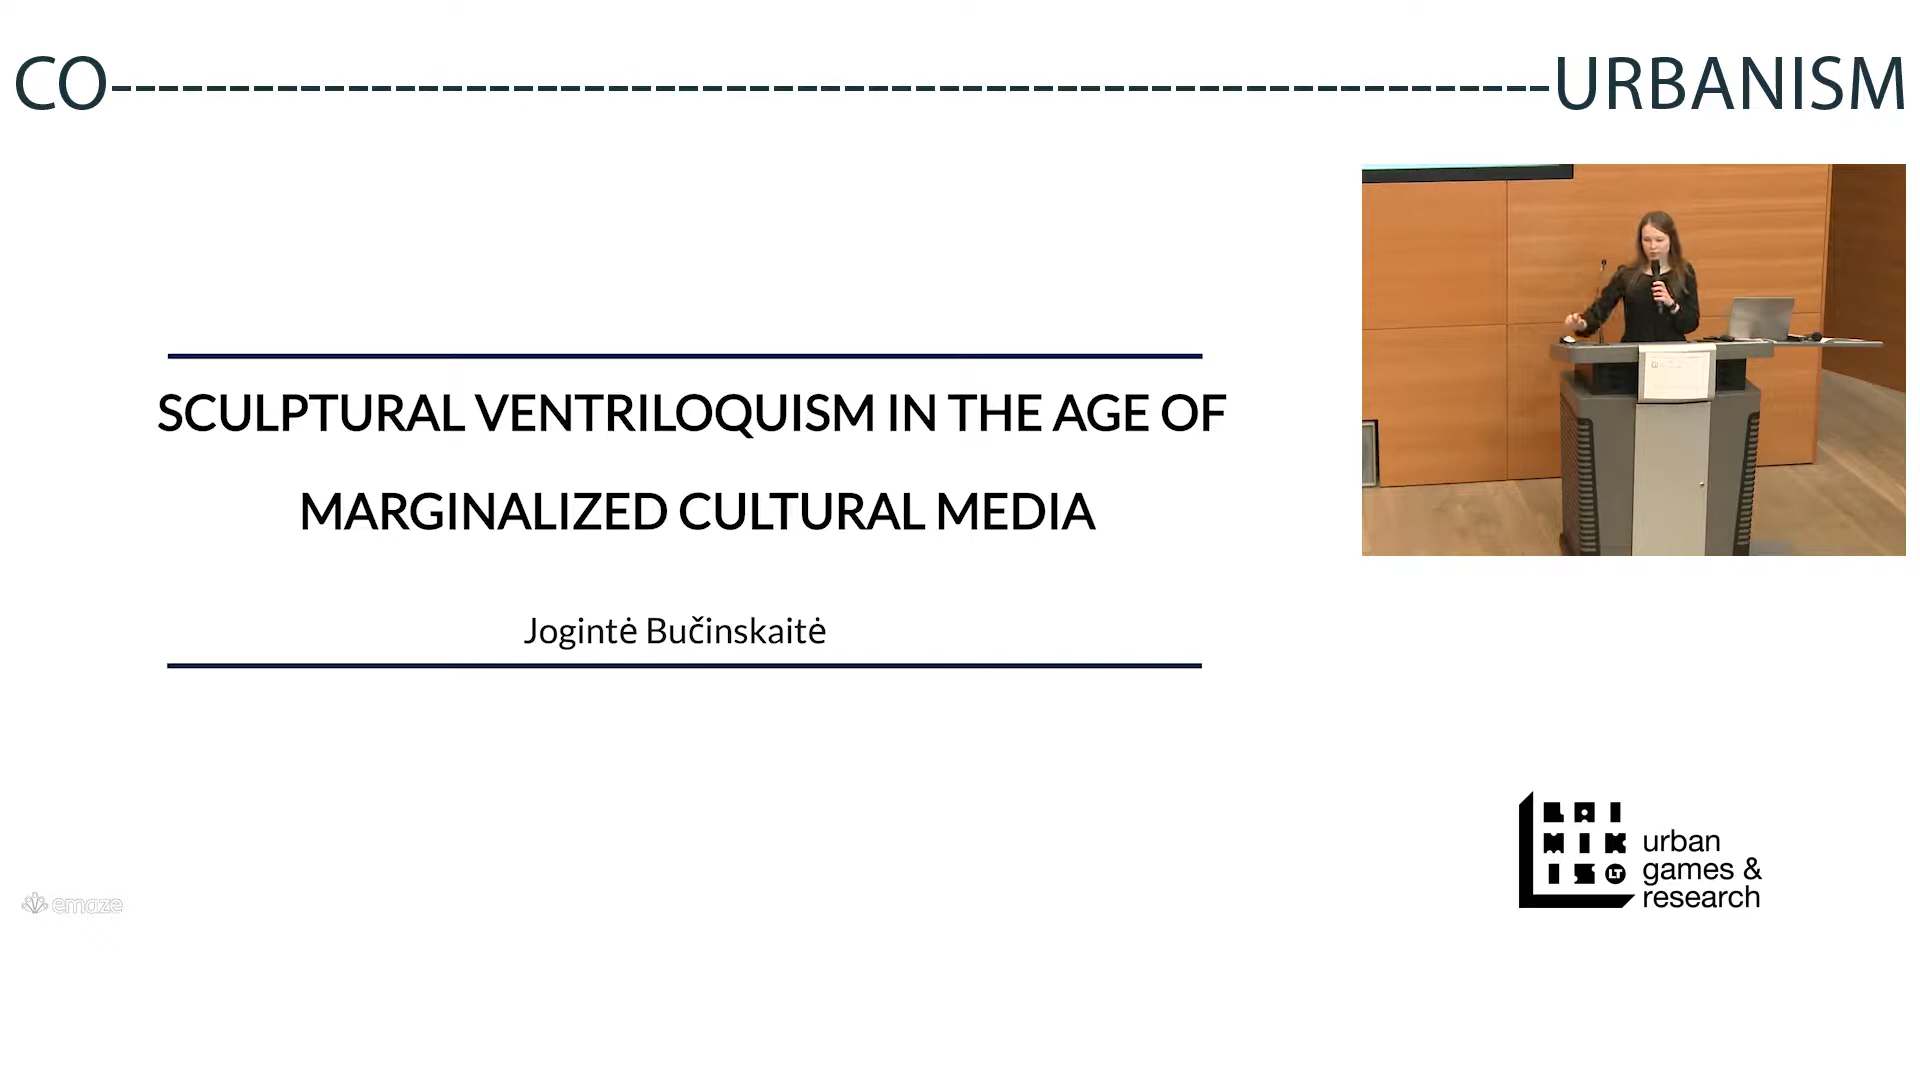 CO-----------------------------------------------------URBANISM
SCULPTURAL VENTRILOQUISM IN THE AGE OF
MARGINALIZED CULTURAL MEDIA
Jogintė Bučinskaitė
LAI
MIK
IS LT
urban
games &
research
emaze